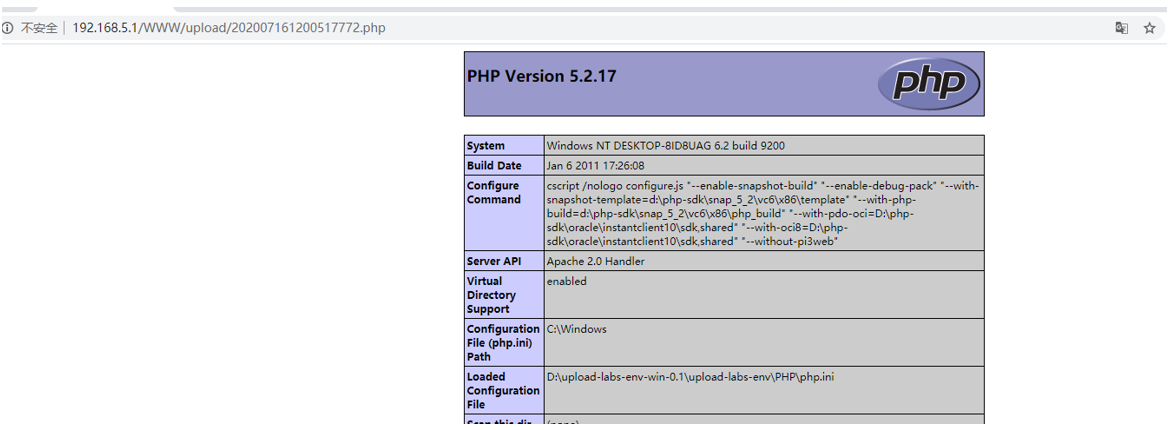 不安全 192.168.5.1/WWW/upload/202007161200517772.php
PHP Version 5.2.17
php
System
Windows NT DESKTOP-8ID8UAG 6.2 build 9200
Build Date
Jan 6 2011 17:26:08
Configure
Command
cscript /nologo configure.js "--enable-snapshot-build" "--enable-debug-pack" "--with-
snapshot-template=d:\php-sdk\snap_5_2\vc6\x86\template" "--with-php-
build=d:\php-sdk\snap_5_2\vc6\x86\php_build" "--with-pdo-oci=D:\php-
sdk\oracle\instantclient10\sdk,shared" "--with-oci8=D:\php-
sdk\oracle\instantclient10\sdk,shared" "--without-pi3web"
Server API
Apache 2.0 Handler
Virtual
Directory
Support
enabled
Configuration
File (php.ini)
Path
C:\Windows
Loaded
Configuration
File
D:\upload-labs-env-win-0.1\upload-labs-env\PHP\php.ini
Scan this dir
(none)